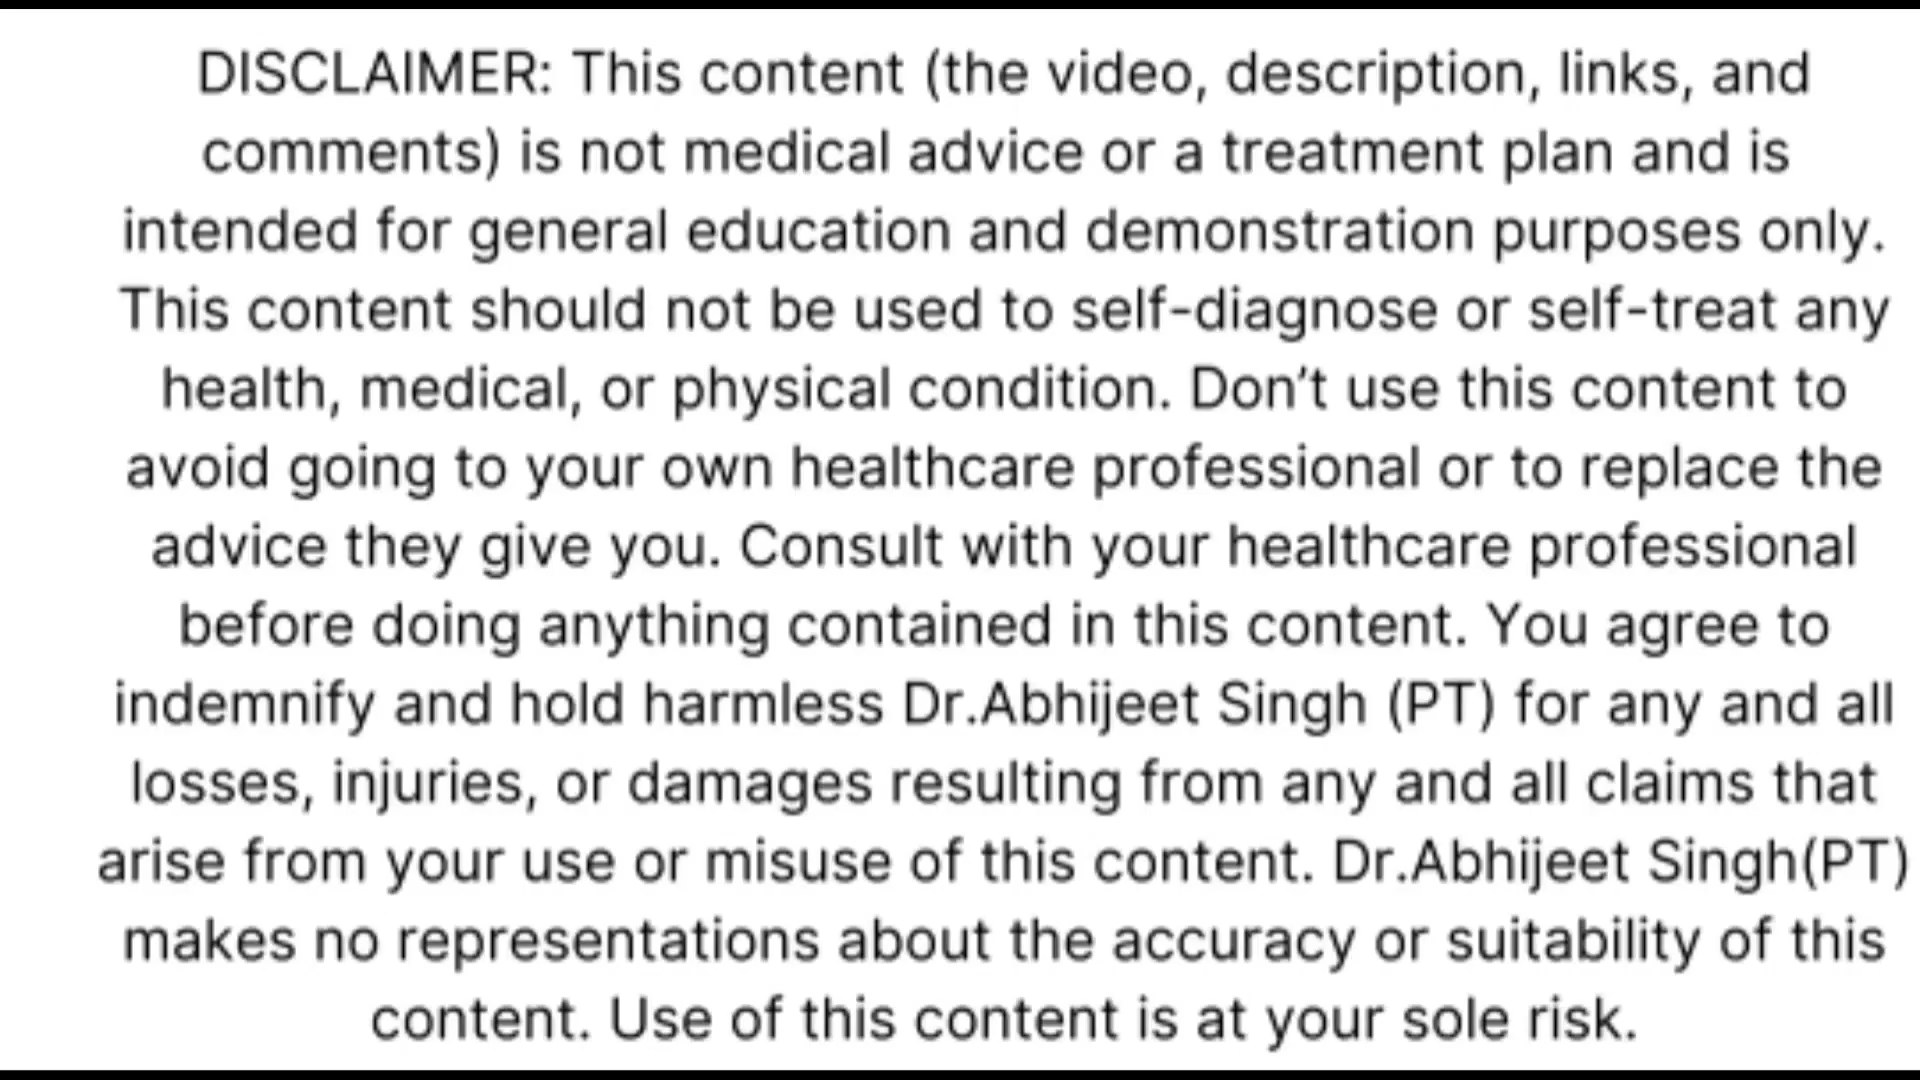 DISCLAIMER: This content (the video, description, links, and
comments) is not medical advice or a treatment plan and is
intended for general education and demonstration purposes only.
This content should not be used to self-diagnose or self-treat any
health, medical, or physical condition. Don’t use this content to
avoid going to your own healthcare professional or to replace the
advice they give you. Consult with your healthcare professional
before doing anything contained in this content. You agree to
indemnify and hold harmless Dr.Abhijeet Singh (PT) for any and all
losses, injuries, or damages resulting from any and all claims that
arise from your use or misuse of this content. Dr.Abhijeet Singh(PT)
makes no representations about the accuracy or suitability of this
content. Use of this content is at your sole risk.